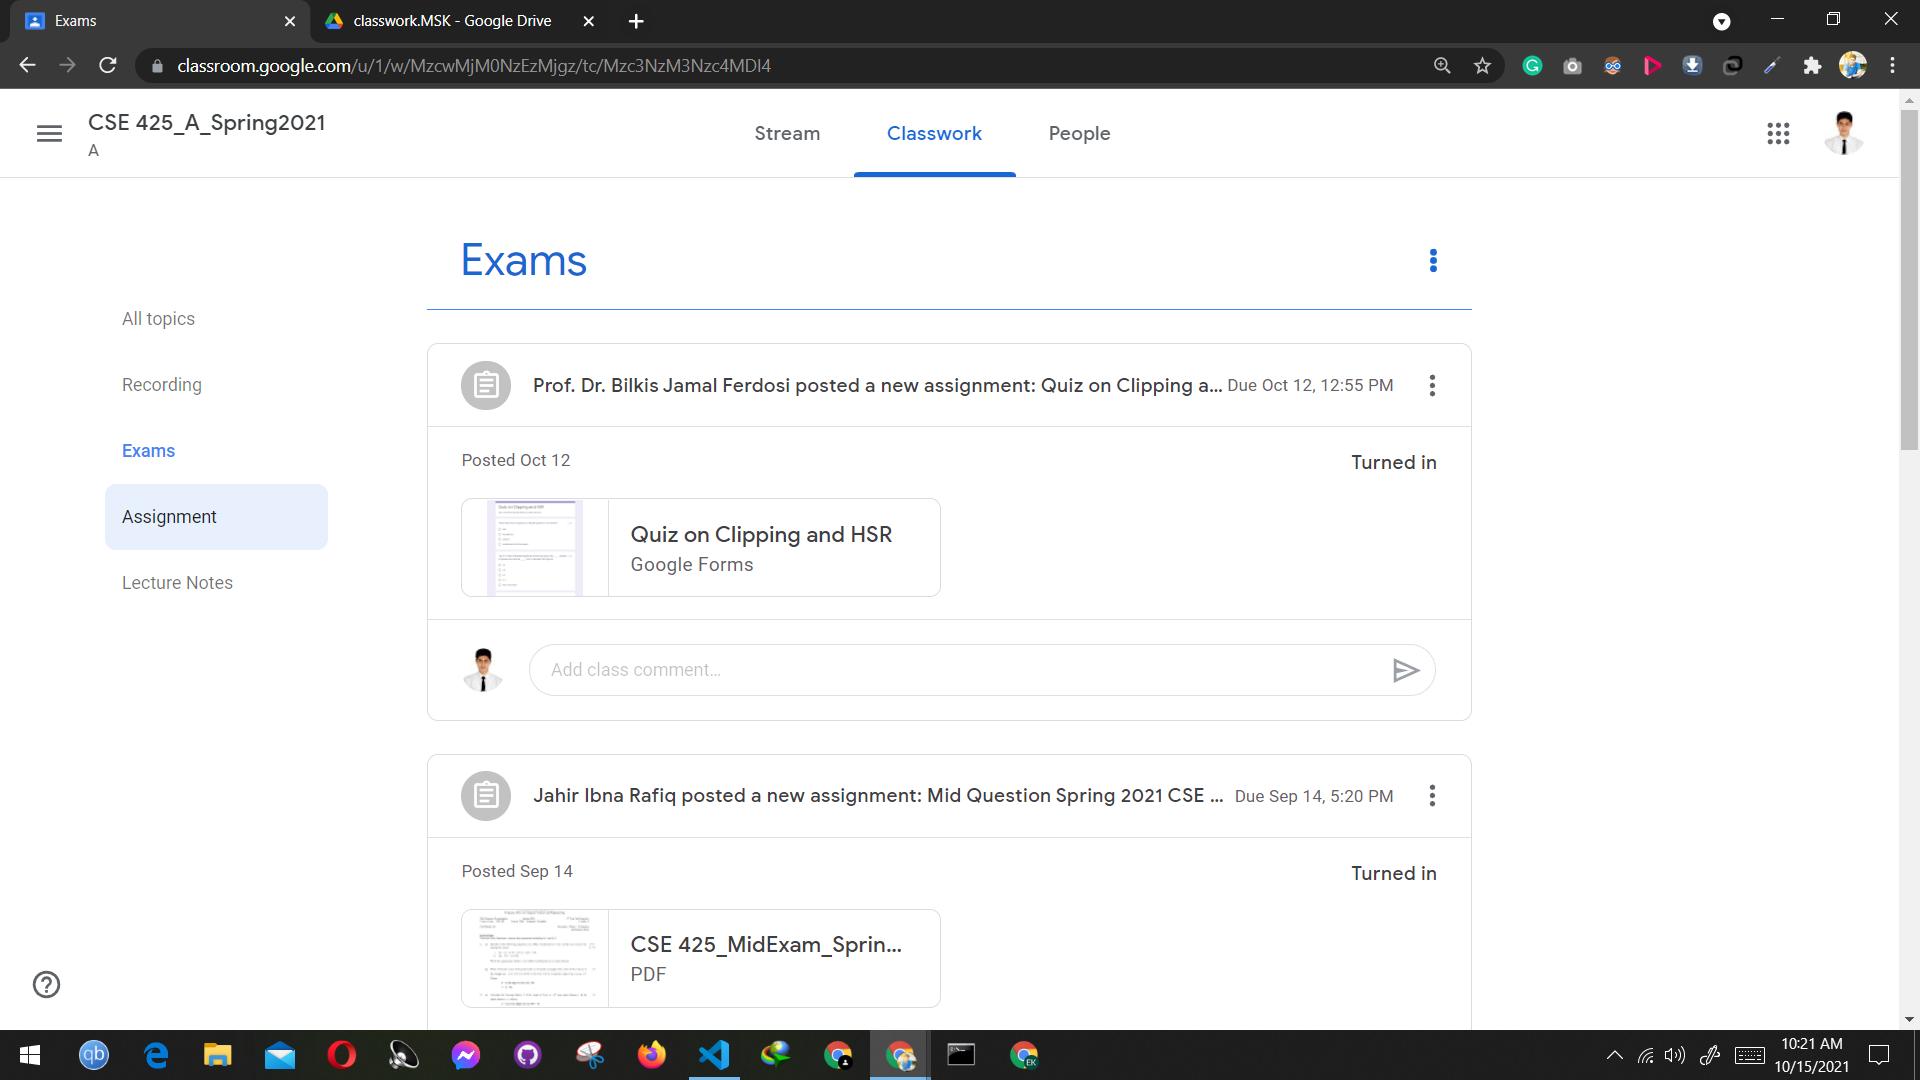 Exams
classwork.MSK - Google Drive
classroom.google.com/u/1/w/MzcwMjM0NzEzMjgz/tc/Mzc3NzM3Nzc4MDI4
CSE 425_A_Spring2021
A
Stream
Classwork
People
Exams
All topics
Recording
Exams
Assignment
Lecture Notes
Prof. Dr. Bilkis Jamal Ferdosi posted a new assignment: Quiz on Clipping a... Due Oct 12, 12:55 PM
Posted Oct 12
Turned in
Quiz on Clipping and HSR
Google Forms
Add class comment...
Jahir Ibna Rafiq posted a new assignment: Mid Question Spring 2021 CSE ... Due Sep 14, 5:20 PM
Posted Sep 14
Turned in
CSE 425_MidExam_Sprin...
PDF
10:21 AM
10/15/2021